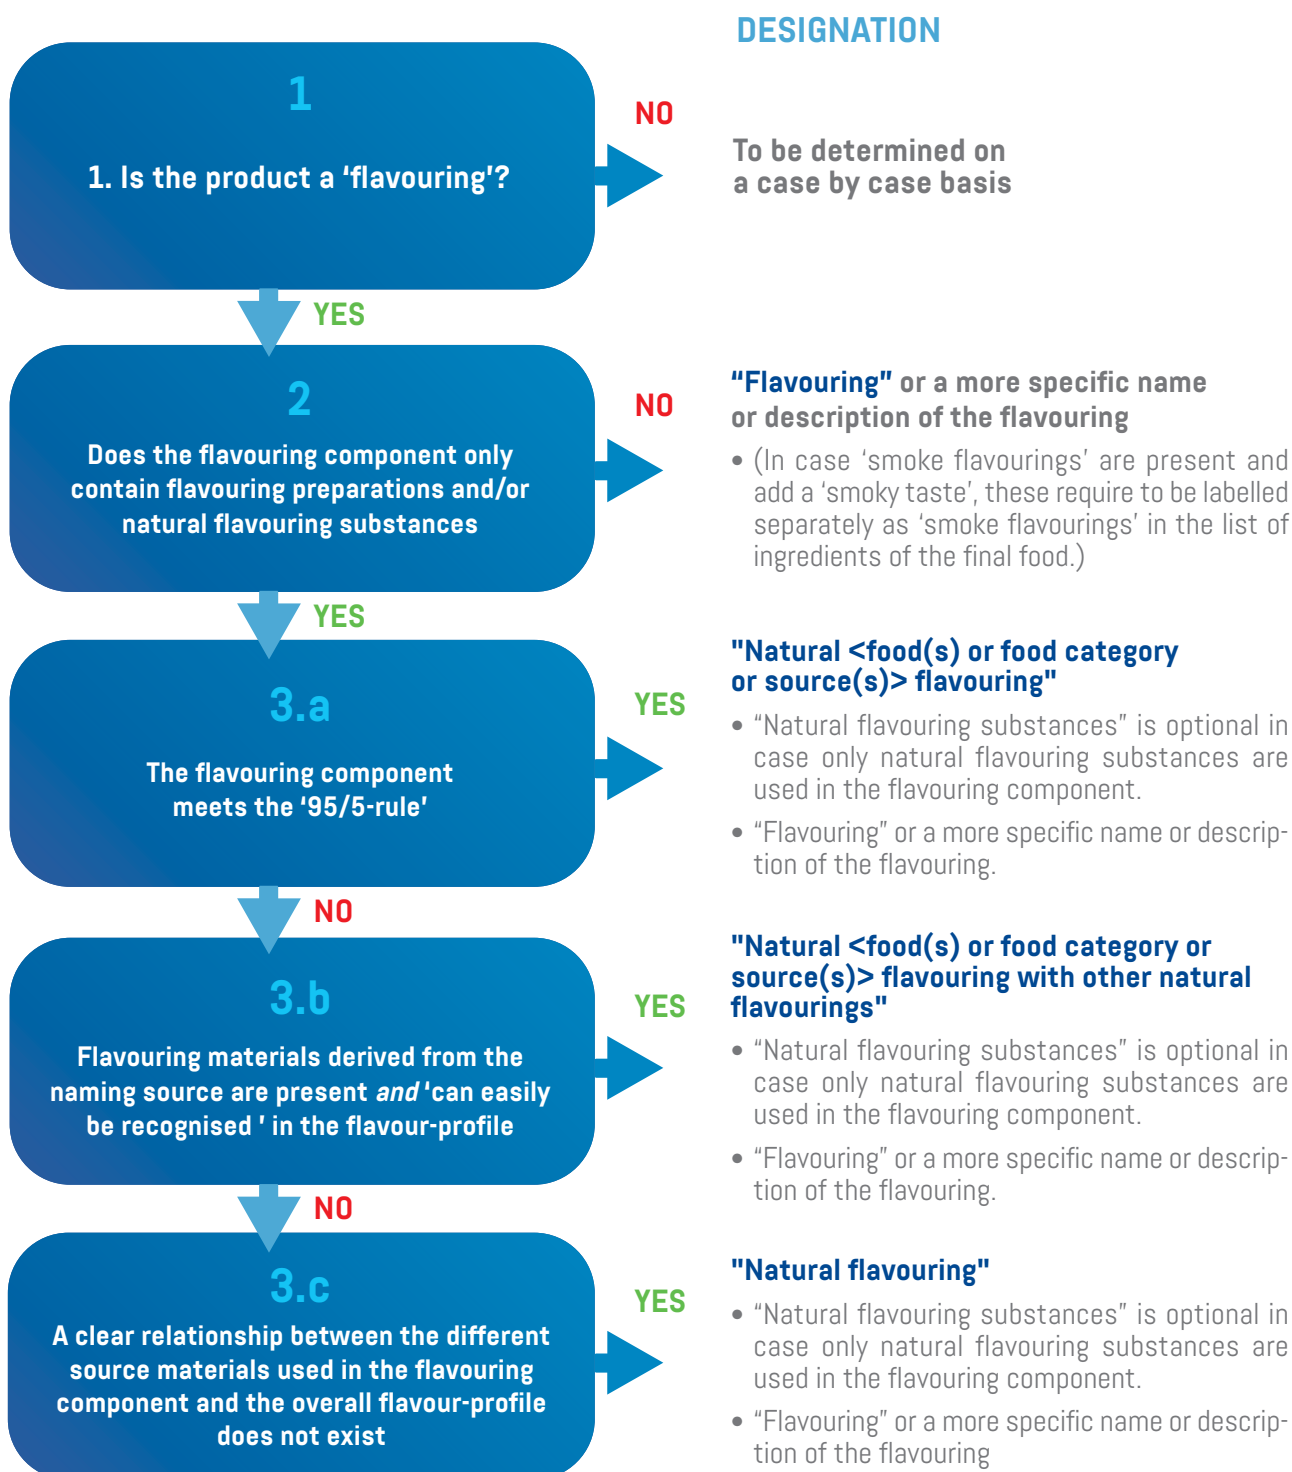 DESIGNATION
1
1. Is the product a ‘flavouring’?
NO
To be determined on
a case by case basis
YES
2
Does the flavouring component only
contain flavouring preparations and/or
natural flavouring substances
NO
“Flavouring” or a more specific name
or description of the flavouring
• (In case ‘smoke flavourings’ are present and
add a ‘smoky taste’, these require to be labelled
separately as ‘smoke flavourings’ in the list of
ingredients of the final food.)
YES
3.a
The flavouring component
meets the ‘95/5-rule’
YES
"Natural <food(s) or food category
or source(s)> flavouring"
• “Natural flavouring substances” is optional in
case only natural flavouring substances are
used in the flavouring component.
• “Flavouring” or a more specific name or descrip-
tion of the flavouring.
NO
3.b
Flavouring materials derived from the
naming source are present and ‘can easily
be recognised ’ in the flavour-profile
YES
"Natural <food(s) or food category or
source(s)> flavouring with other natural
flavourings"
• “Natural flavouring substances” is optional in
case only natural flavouring substances are
used in the flavouring component.
• “Flavouring” or a more specific name or descrip-
tion of the flavouring.
NO
3.c
A clear relationship between the different
source materials used in the flavouring
component and the overall flavour-profile
does not exist
YES
"Natural flavouring"
• “Natural flavouring substances” is optional in
case only natural flavouring substances are
used in the flavouring component.
• “Flavouring” or a more specific name or descrip-
tion of the flavouring